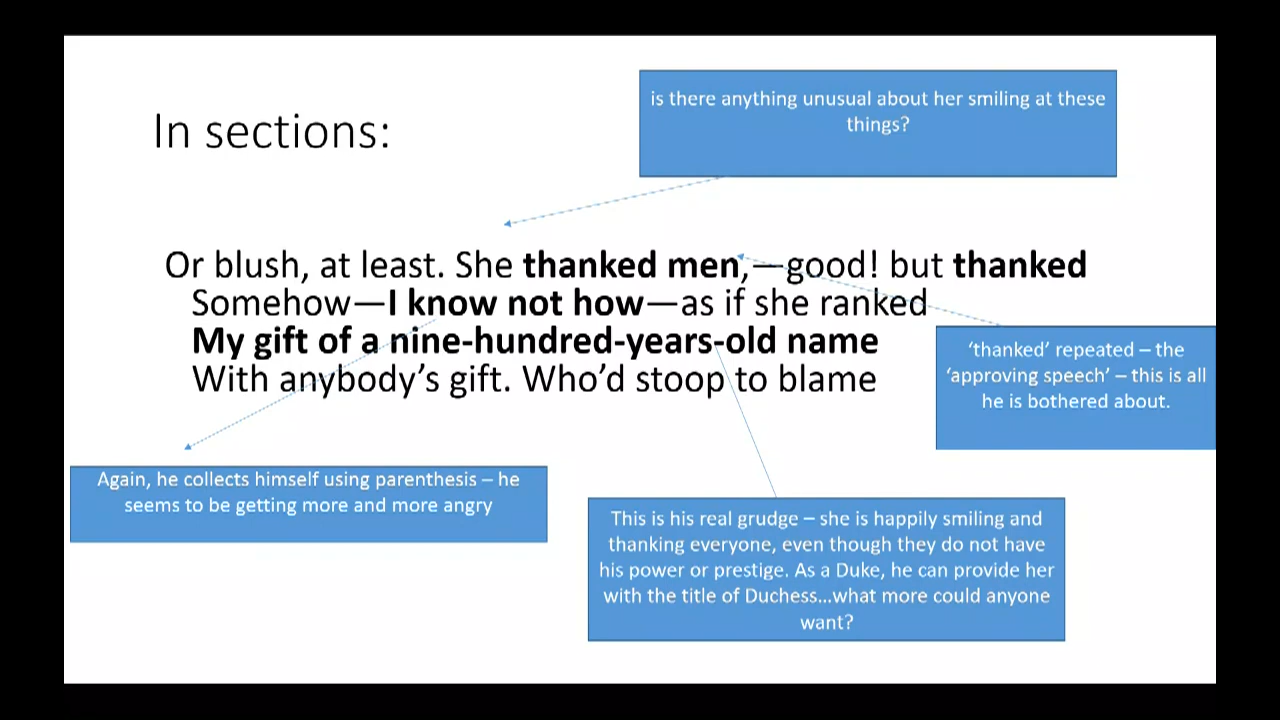 In sections:
is there anything unusual about her smiling at these
things?
Or blush, at least. She thanked men,—good! but thanked
Somehow—I know not how—as if she ranked
My gift of a nine-hundred-years-old name
With anybody’s gift. Who’d stoop to blame
‘thanked’ repeated – the
‘approving speech’ – this is all
he is bothered about.
Again, he collects himself using parenthesis – he
seems to be getting more and more angry
This is his real grudge – she is happily smiling and
thanking everyone, even though they do not have
his power or prestige. As a Duke, he can provide her
with the title of Duchess…what more could anyone
want?